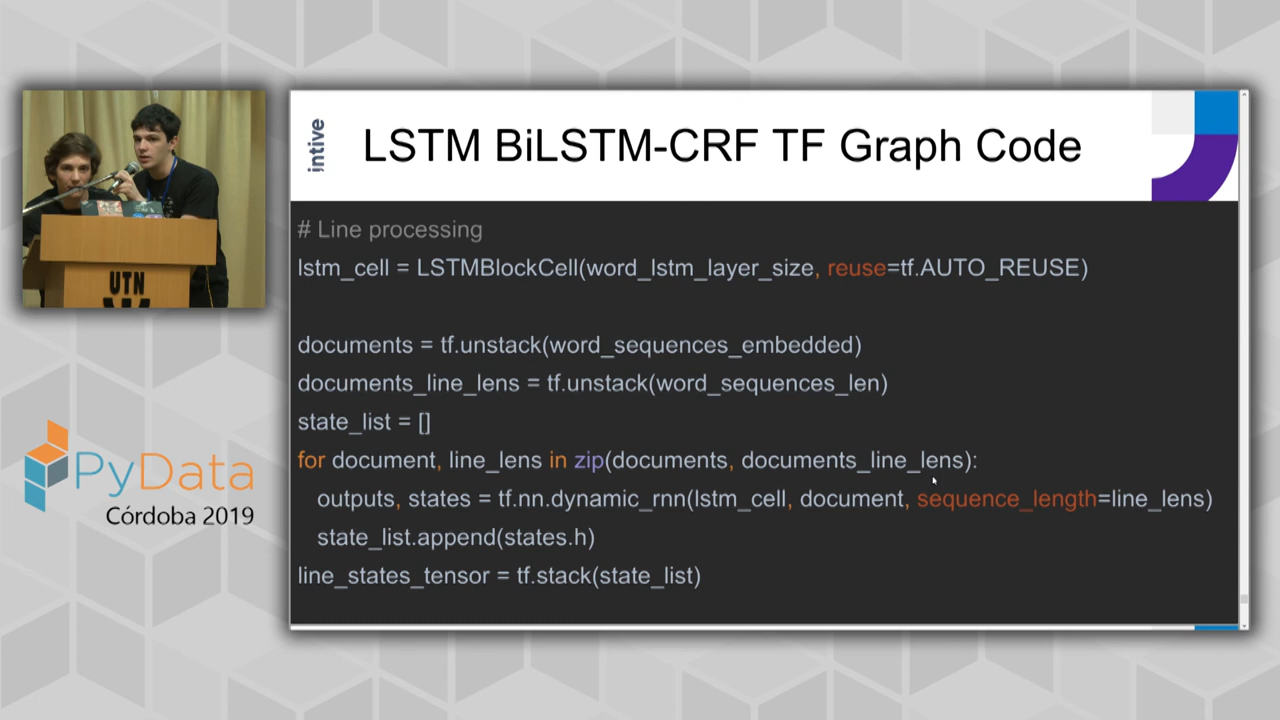 intive
LSTM BiLSTM-CRF TF Graph Code
# Line processing
lstm_cell = LSTMBlockCell(word_lstm_layer_size, reuse=tf.AUTO_REUSE)
documents = tf.unstack(word_sequences_embedded)
documents_line_lens = tf.unstack(word_sequences_len)
state_list = []
for document, line_lens in zip(documents, documents_line_lens):
outputs, states = tf.nn.dynamic_rnn(lstm_cell, document, sequence_length=line_lens)
state_list.append(states.h)
line_states_tensor = tf.stack(state_list)
UTN
PyData
Córdoba 2019